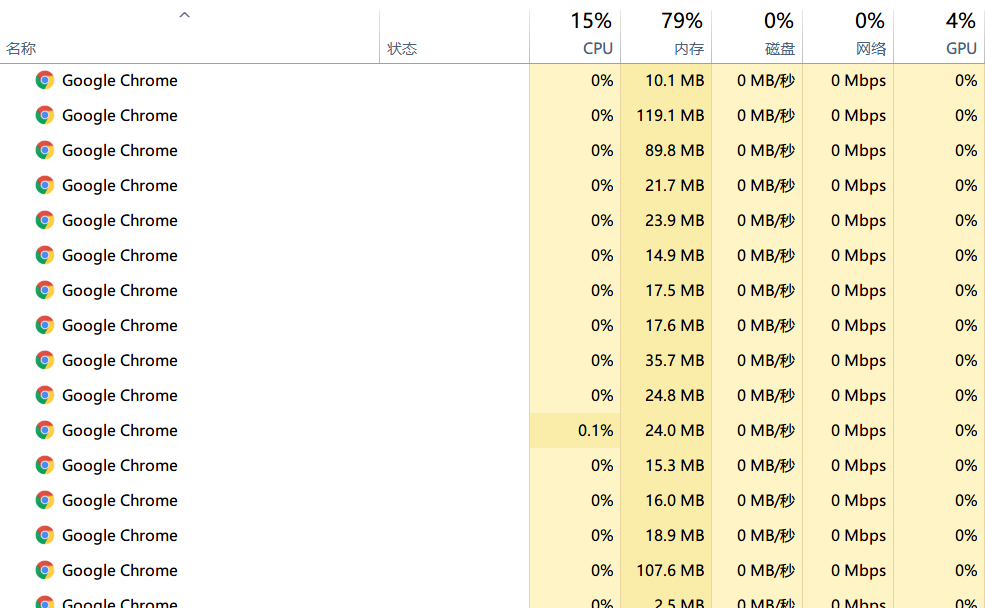 15% 79% 0% 0% 4%
名称 状态 CPU 内存 磁盘 网络 GPU
Google Chrome 0% 10.1 MB 0 MB/秒 0 Mbps 0%
Google Chrome 0% 119.1 MB 0 MB/秒 0 Mbps 0%
Google Chrome 0% 89.8 MB 0 MB/秒 0 Mbps 0%
Google Chrome 0% 21.7 MB 0 MB/秒 0 Mbps 0%
Google Chrome 0% 23.9 MB 0 MB/秒 0 Mbps 0%
Google Chrome 0% 14.9 MB 0 MB/秒 0 Mbps 0%
Google Chrome 0% 17.5 MB 0 MB/秒 0 Mbps 0%
Google Chrome 0% 17.6 MB 0 MB/秒 0 Mbps 0%
Google Chrome 0% 35.7 MB 0 MB/秒 0 Mbps 0%
Google Chrome 0% 24.8 MB 0 MB/秒 0 Mbps 0%
Google Chrome 0.1% 24.0 MB 0 MB/秒 0 Mbps 0%
Google Chrome 0% 15.3 MB 0 MB/秒 0 Mbps 0%
Google Chrome 0% 16.0 MB 0 MB/秒 0 Mbps 0%
Google Chrome 0% 18.9 MB 0 MB/秒 0 Mbps 0%
Google Chrome 0% 107.6 MB 0 MB/秒 0 Mbps 0%
Google Chrome 0% 2.5 MB 0 MB/秒 0 Mbps 0%